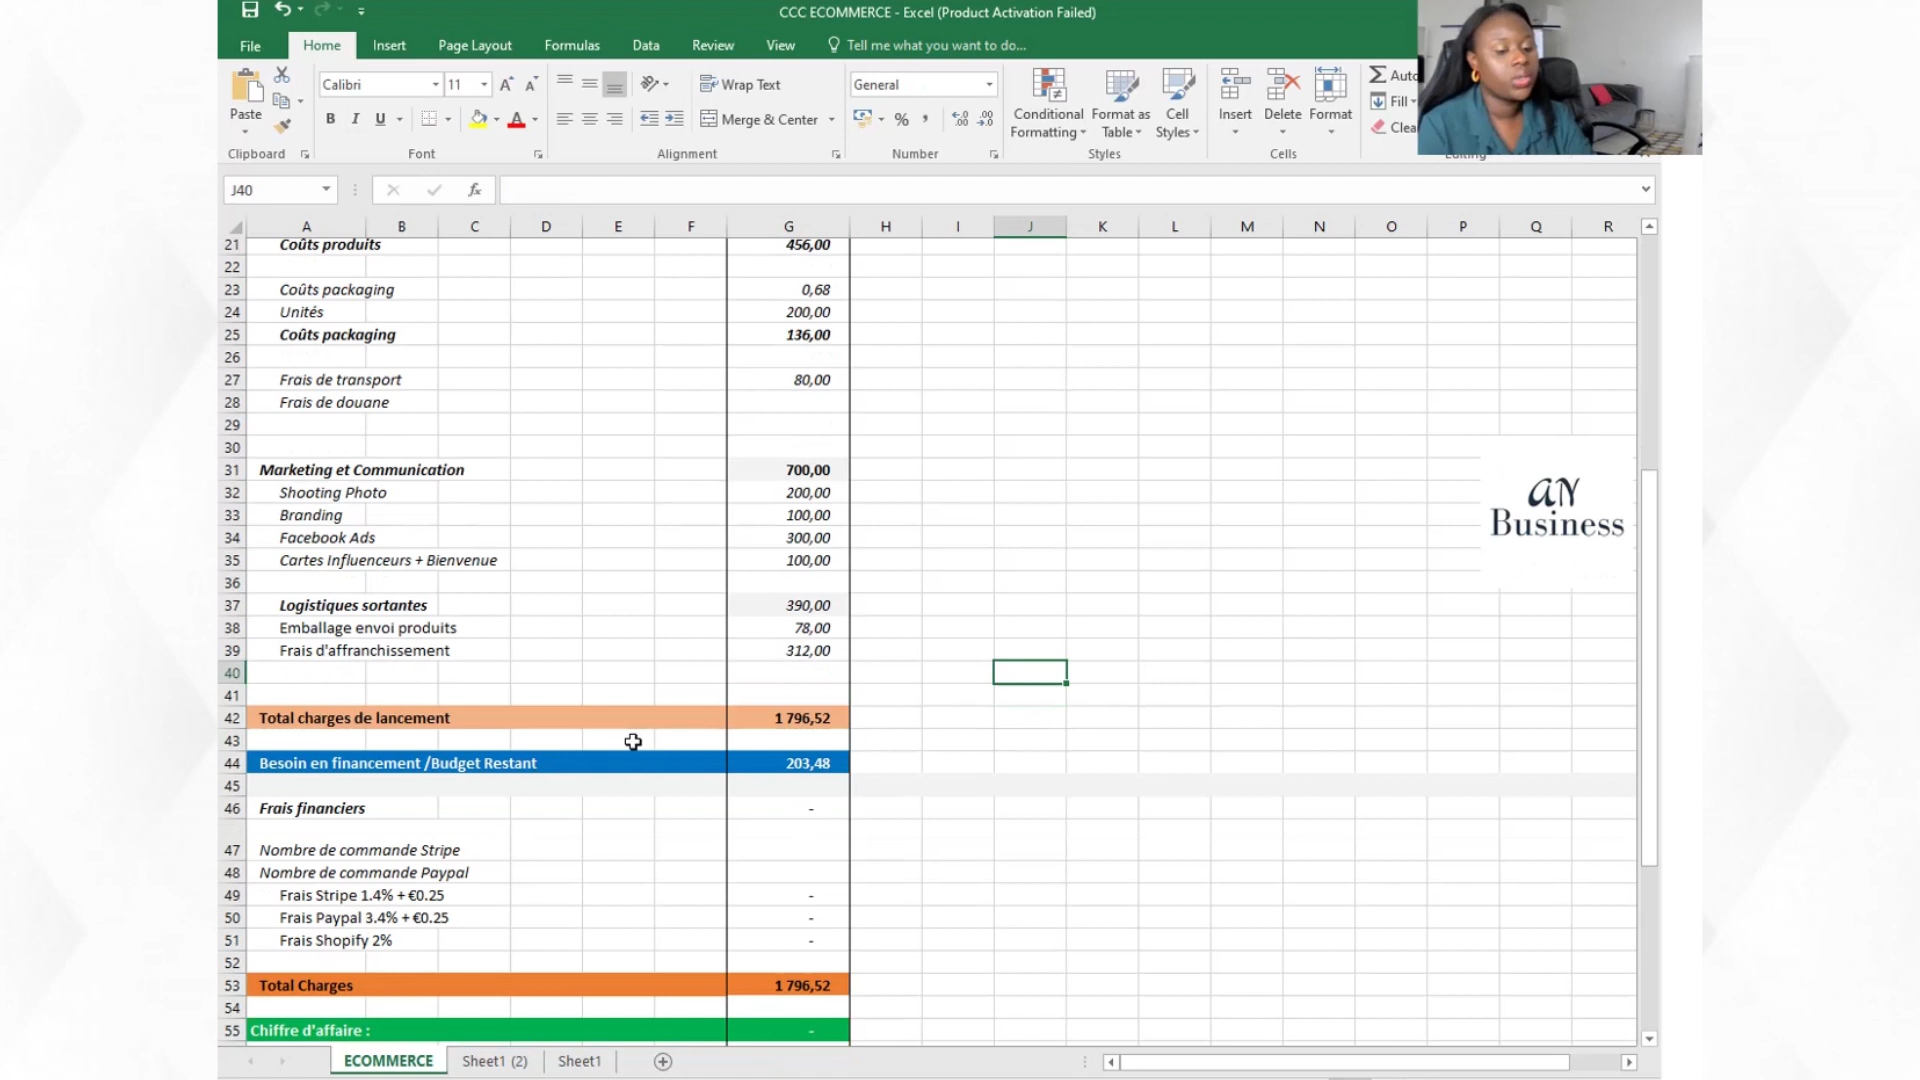 CCC ECOMMERCE - Excel (Product Activation Failed)
File Home Insert Page Layout Formulas Data Review View Tell me what you want to do...
Paste
Calibri 11
B I U A
Wrap Text
Merge & Center
General
%
Conditional Formatting
Format as Table
Cell Styles
Insert Delete Format
Auto
Fill
Clea
Clipboard Font Alignment Number Styles Cells
J40 fx
A B C D E F G H I J K L M N O P Q R
21 Coûts produits 456,00
22
23 Coûts packaging 0,68
24 Unités 200,00
25 Coûts packaging 136,00
26
27 Frais de transport 80,00
28 Frais de douane
29
30
31 Marketing et Communication 700,00
32 Shooting Photo 200,00
33 Branding 100,00
34 Facebook Ads 300,00
35 Cartes Influenceurs + Bienvenue 100,00
36
37 Logistiques sortantes 390,00
38 Emballage envoi produits 78,00
39 Frais d'affranchissement 312,00
40
41
42 Total charges de lancement 1 796,52
43
44 Besoin en financement /Budget Restant 203,48
45
46 Frais financiers -
47 Nombre de commande Stripe
48 Nombre de commande Paypal
49 Frais Stripe 1.4% + €0.25 -
50 Frais Paypal 3.4% + €0.25 -
51 Frais Shopify 2% -
52
53 Total Charges 1 796,52
54
55 Chiffre d'affaire : -
an
Business
ECOMMERCE Sheet1 (2) Sheet1